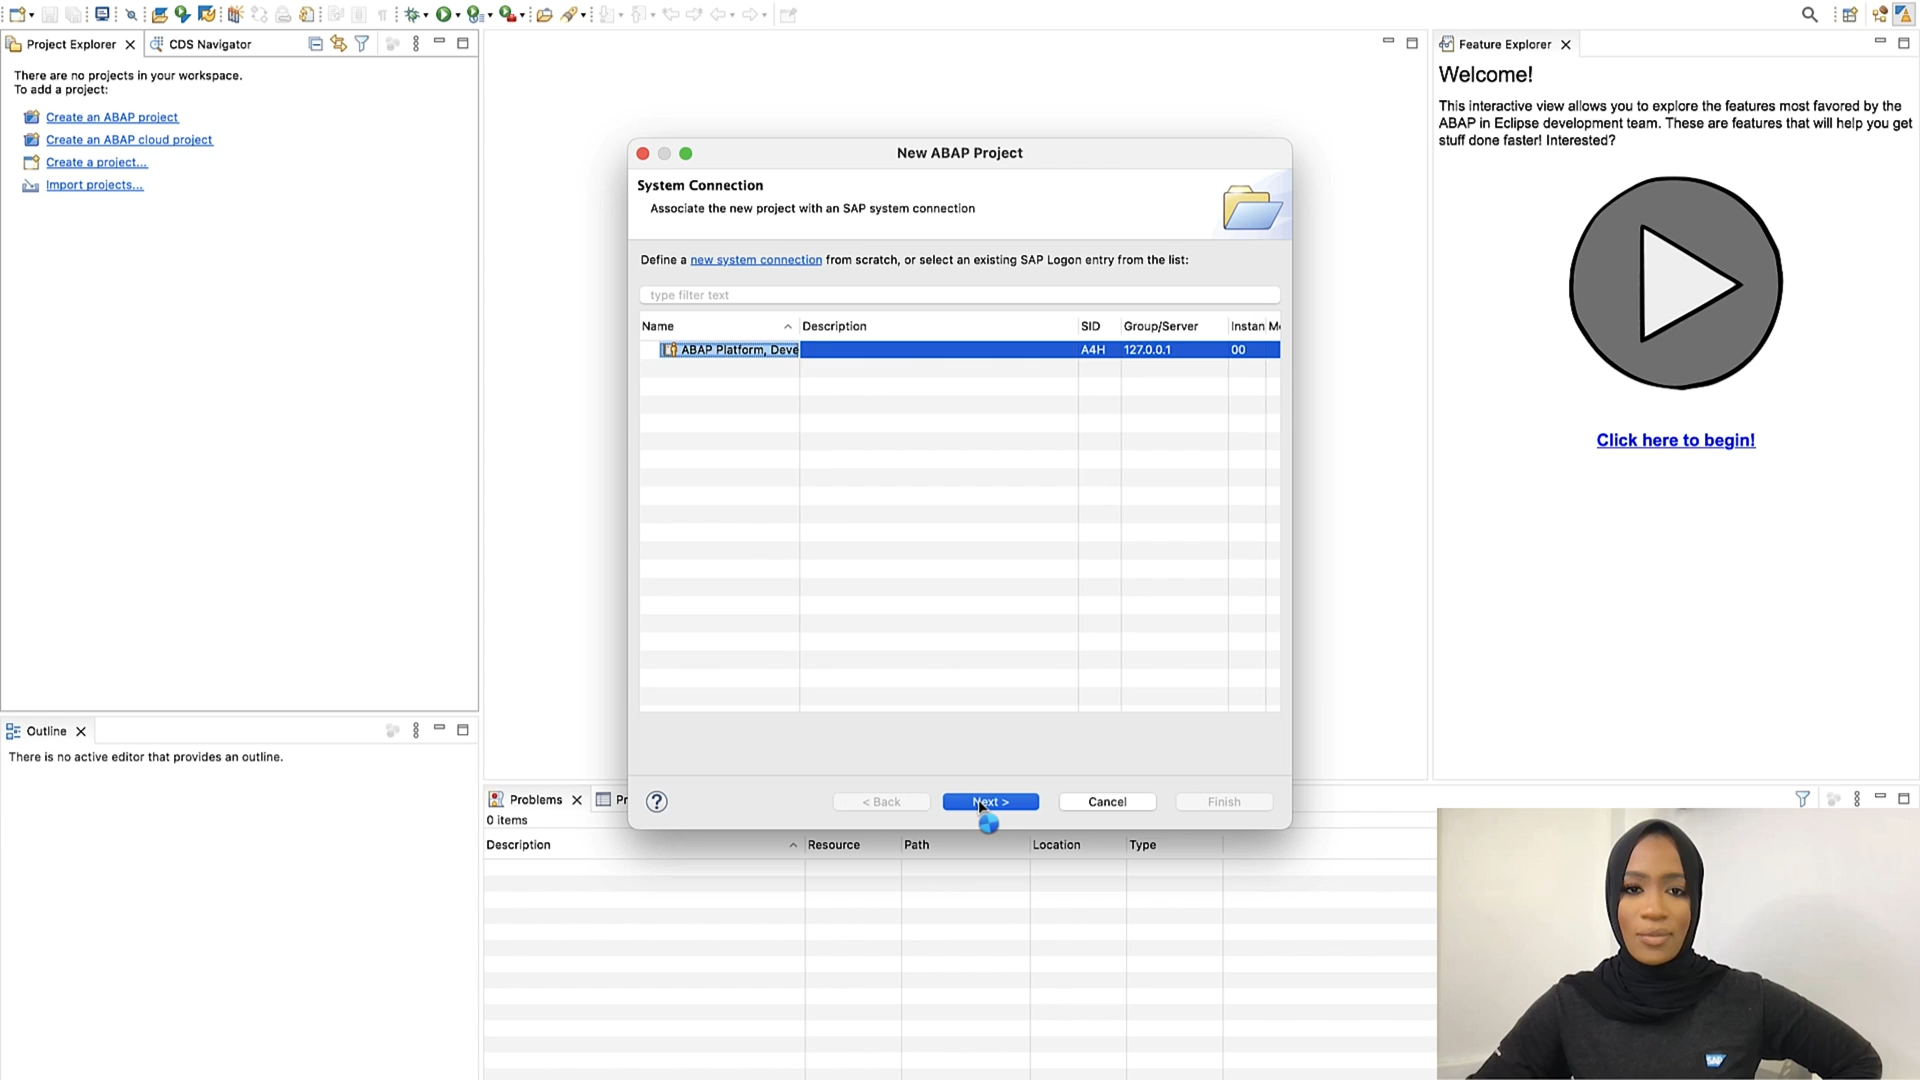 Project Explorer
CDS Navigator
There are no projects in your workspace.
To add a project:
Create an ABAP project
Create an ABAP cloud project
Create a project...
Import projects...
Outline
There is no active editor that provides an outline.
New ABAP Project
System Connection
Associate the new project with an SAP system connection
Define a new system connection from scratch, or select an existing SAP Logon entry from the list:
type filter text
Name Description SID Group/Server Instan Me
ABAP Platform, Deve A4H 127.0.0.1 00
?
< Back Next > Cancel Finish
Problems Pr
0 items
Description Resource Path Location Type
Feature Explorer
Welcome!
This interactive view allows you to explore the features most favored by the
ABAP in Eclipse development team. These are features that will help you get
stuff done faster! Interested?
Click here to begin!
SAP